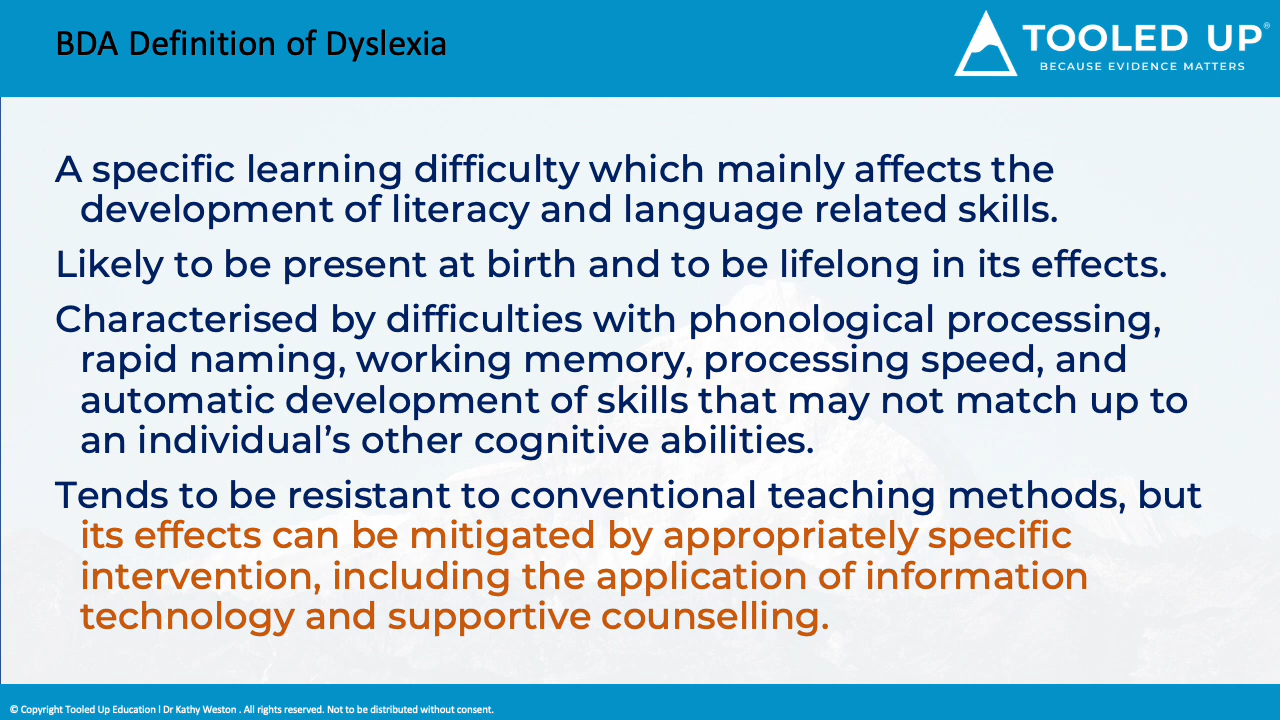 BDA Definition of Dyslexia
TOOLED UP®
BECAUSE EVIDENCE MATTERS
A specific learning difficulty which mainly affects the
development of literacy and language related skills.
Likely to be present at birth and to be lifelong in its effects.
Characterised by difficulties with phonological processing,
rapid naming, working memory, processing speed, and
automatic development of skills that may not match up to
an individual’s other cognitive abilities.
Tends to be resistant to conventional teaching methods, but
its effects can be mitigated by appropriately specific
intervention, including the application of information
technology and supportive counselling.
© Copyright Tooled Up Education l Dr Kathy Weston . All rights reserved. Not to be distributed without consent.